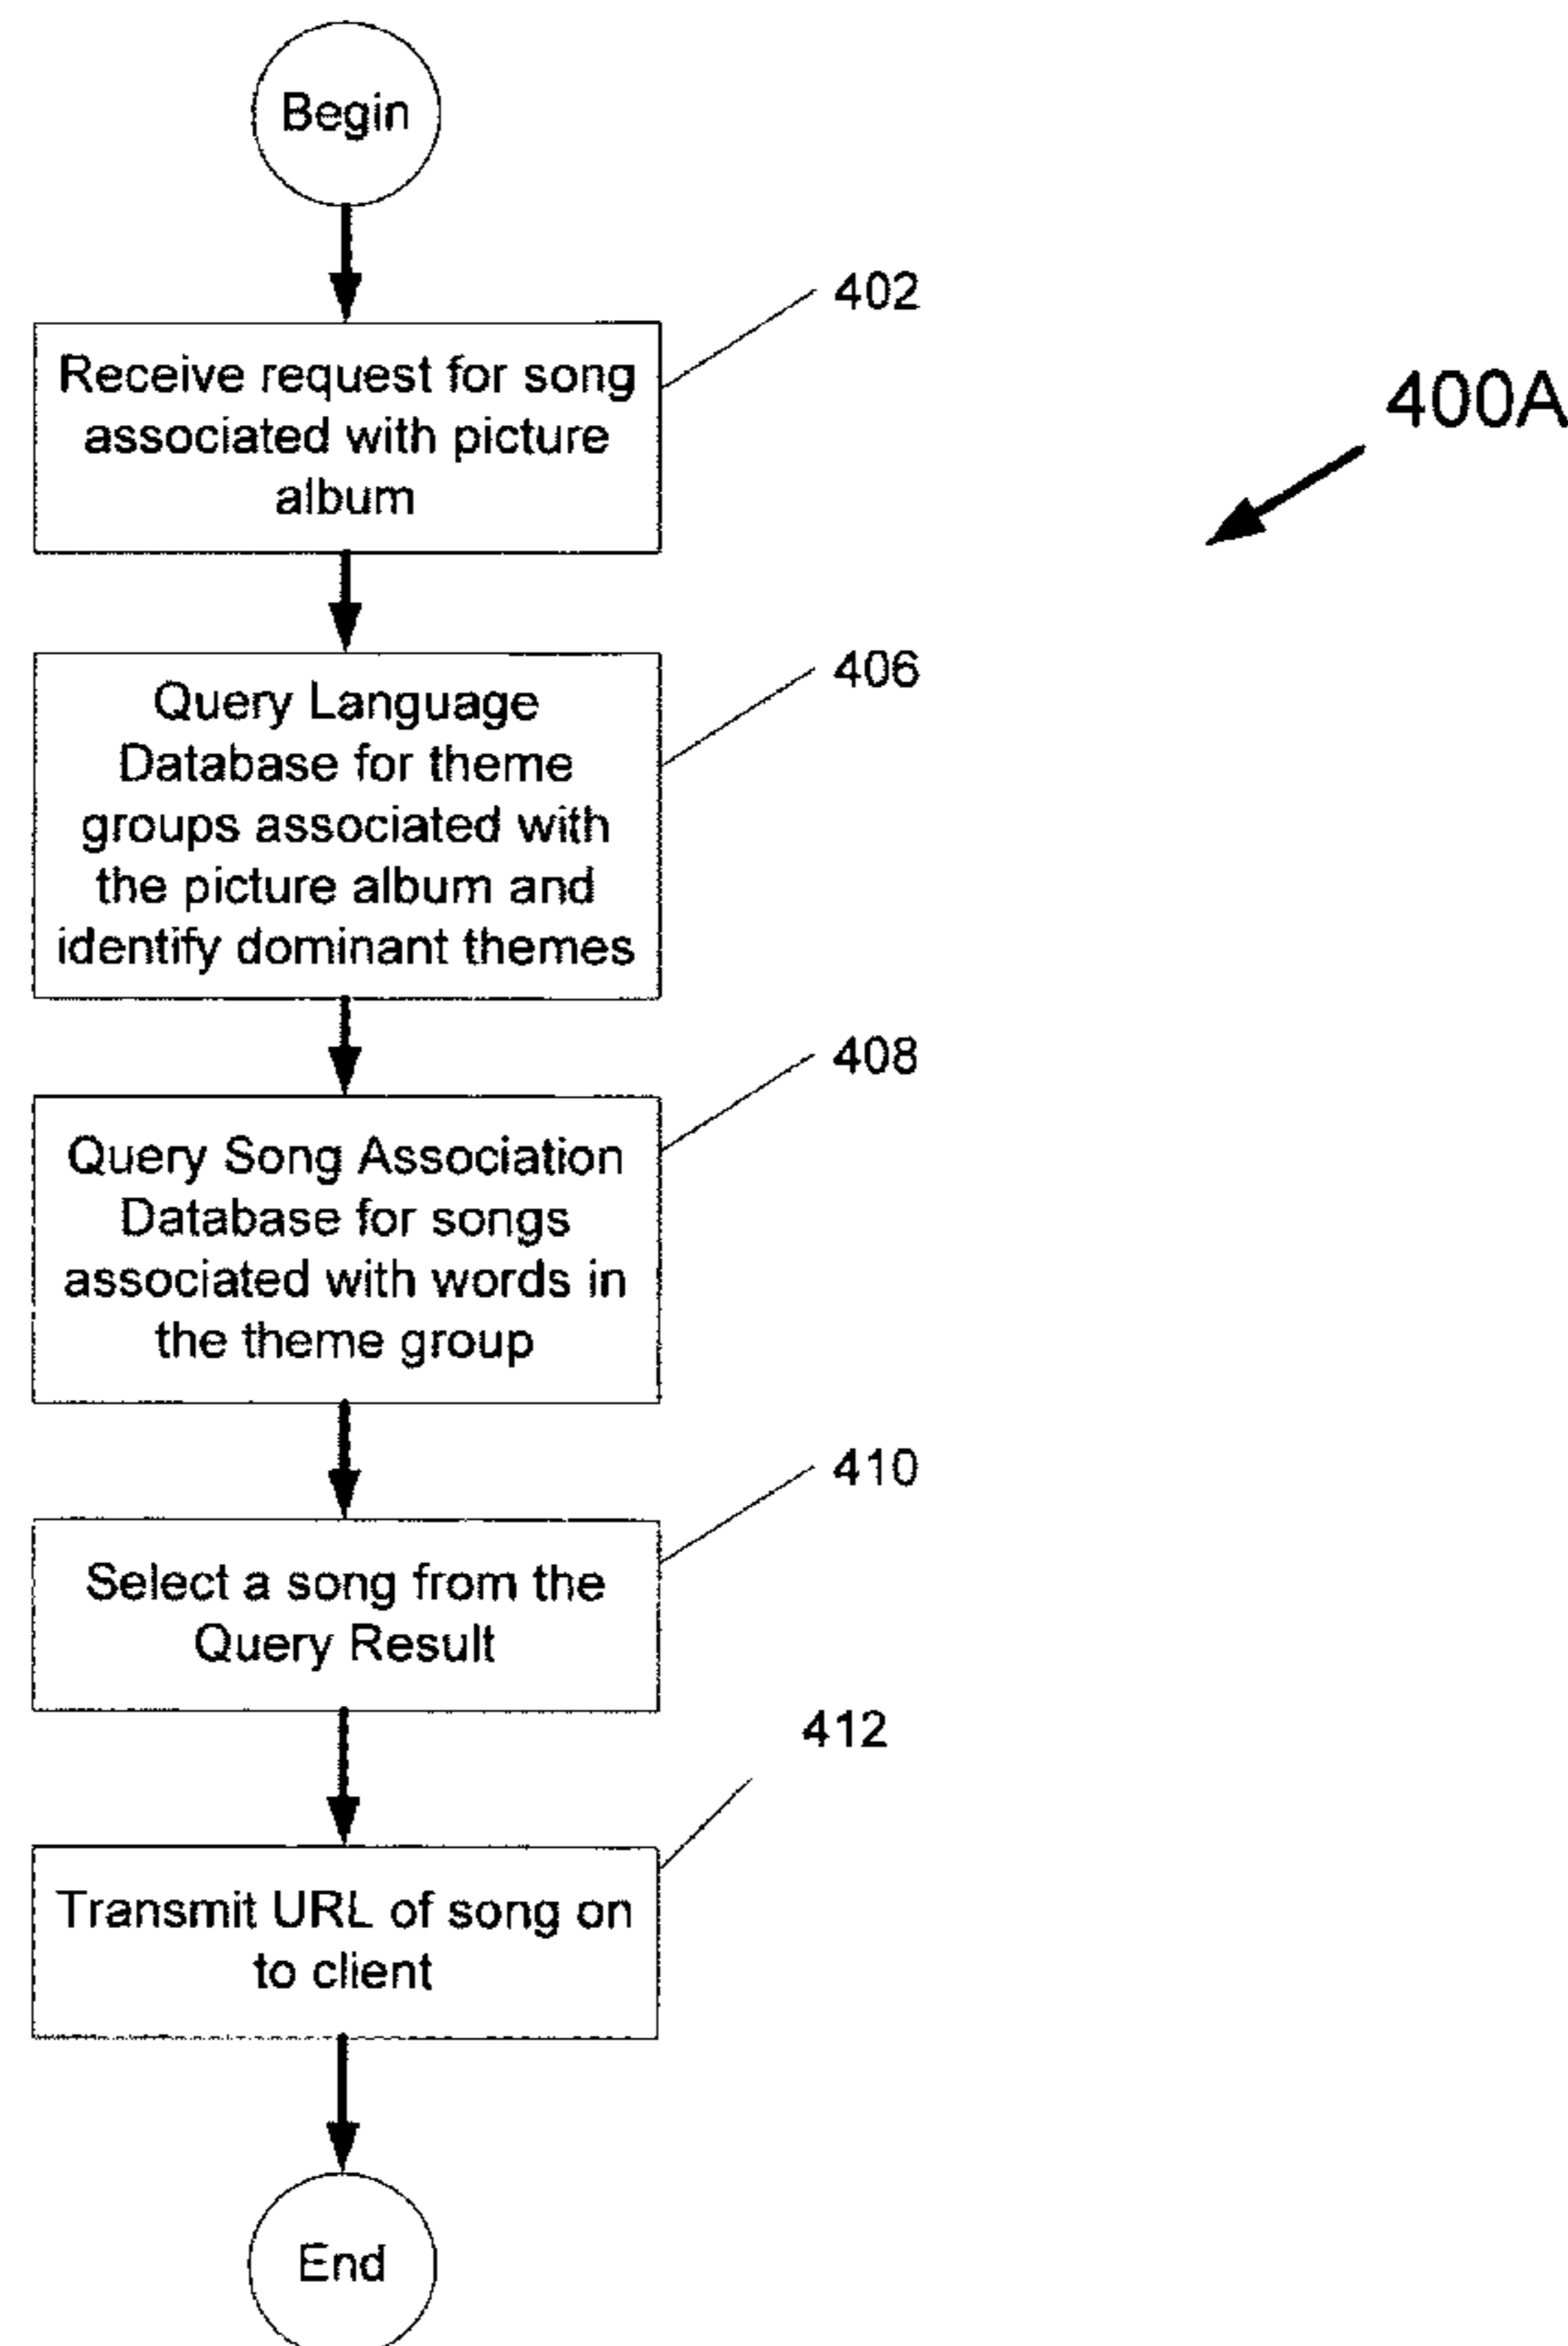 Begin
402
400A
Receive request for song
associated with picture
album
406
Query Language
Database for theme
groups associated with
the picture album and
identify dominant themes
408
Query Song Association
Database for songs
associated with words in
the theme group
410
Select a song from the
Query Result
412
Transmit URL of song on
to client
End